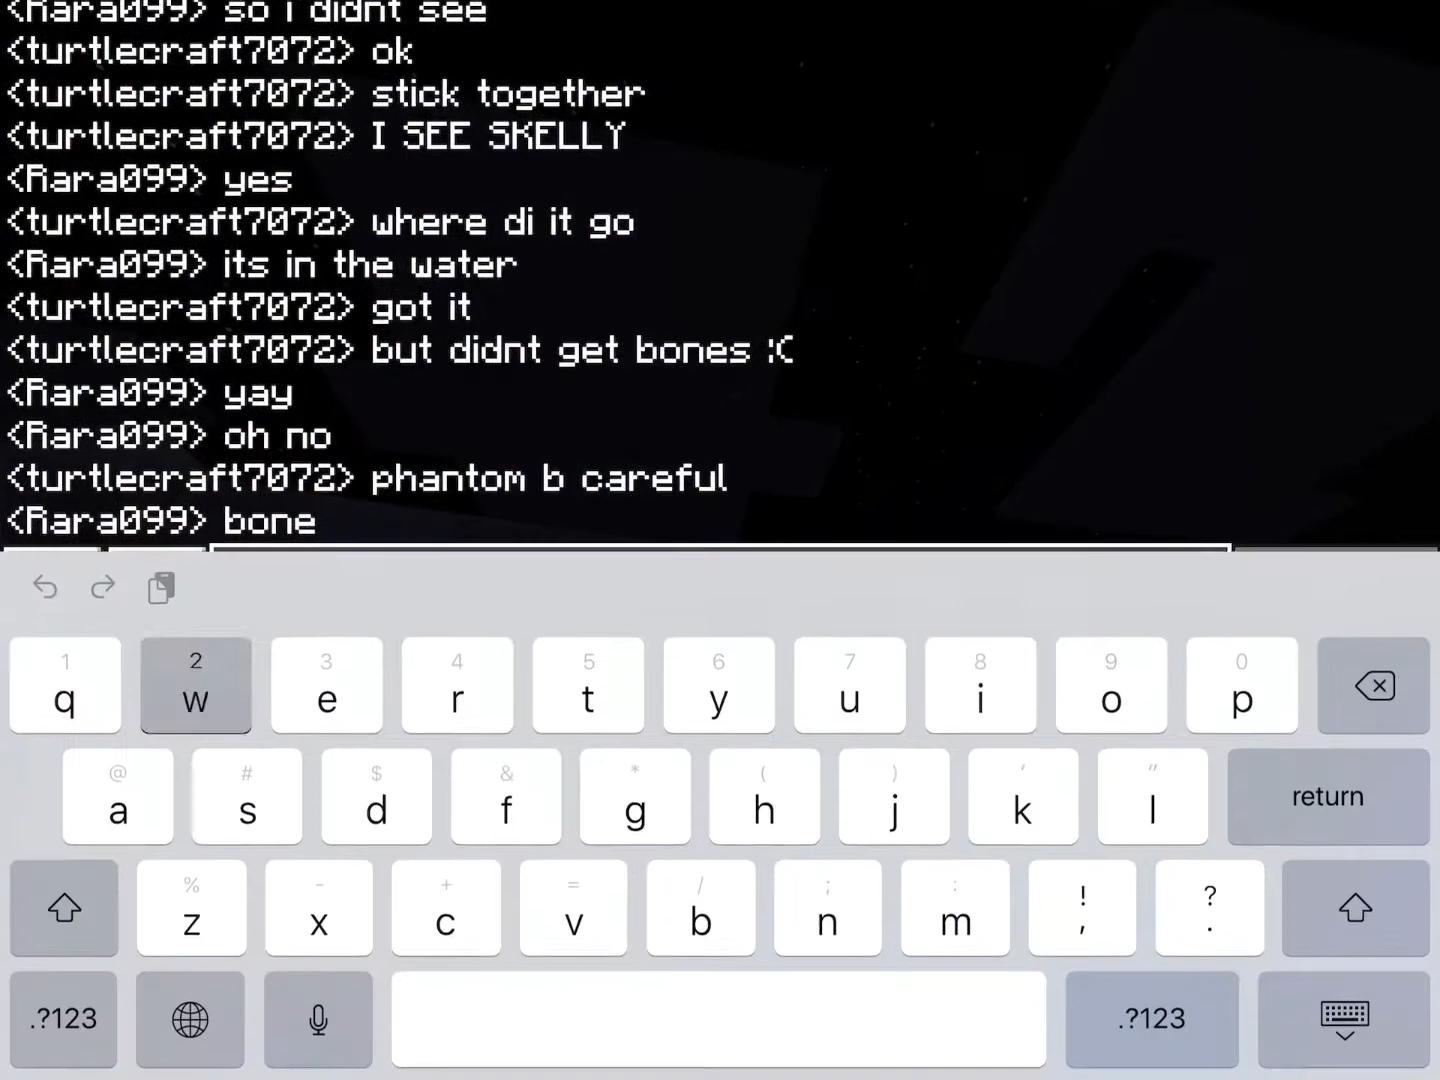 <Rara099> so i didnt see
<turtlecraft7072> ok
<turtlecraft7072> stick together
<turtlecraft7072> I SEE SKELLY
<Rara099> yes
<turtlecraft7072> where di it go
<Rara099> its in the water
<turtlecraft7072> got it
<turtlecraft7072> but didnt get bones :C
<Rara099> yay
<Rara099> oh no
<turtlecraft7072> phantom b careful
<Rara099> bone
1 2 3 4 5 6 7 8 9 0
q w e r t y u i o p
@ # $ & * ( ) ' "
a s d f g h j k l return
% - + = / ; : ! ?
z x c v b n m , .
.?123 .?123